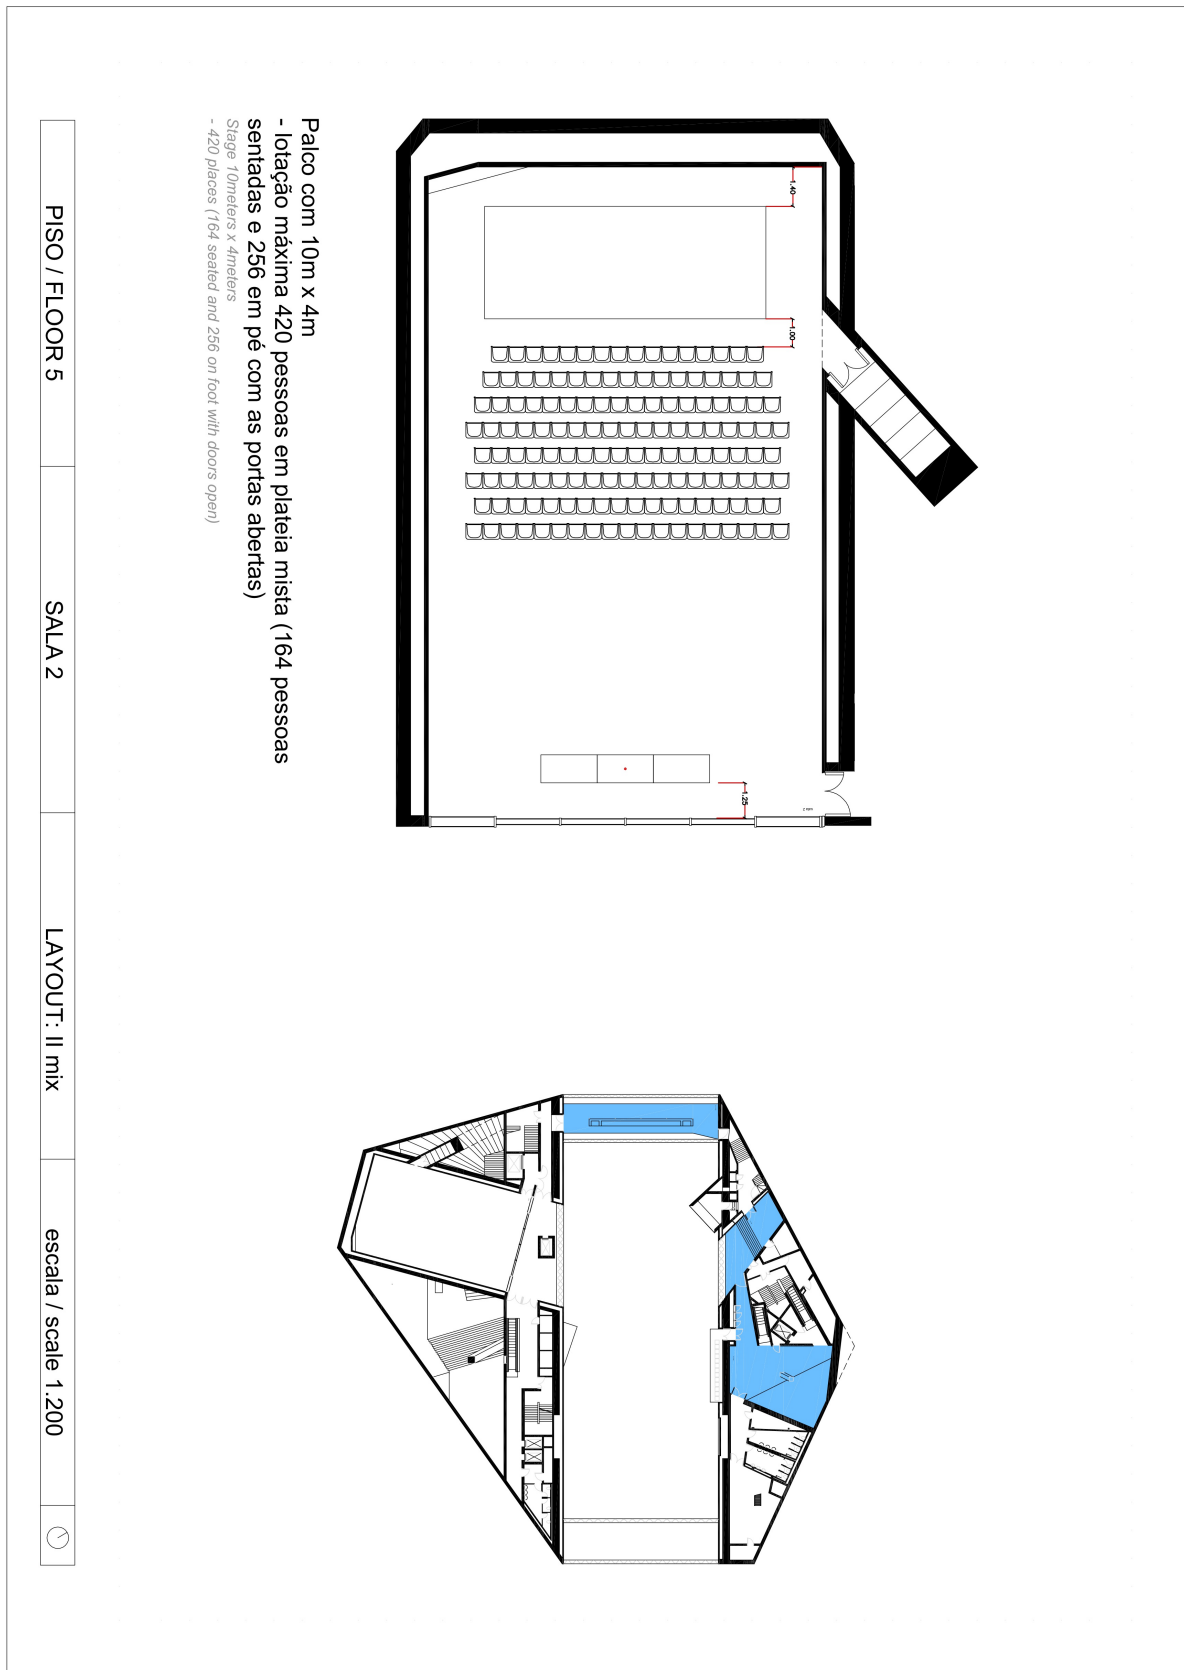 Palco com 10m x 4m
- lotação máxima 420 pessoas em plateia mista (164 pessoas
sentadas e 256 em pé com as portas abertas)
Stage 10meters x 4meters
- 420 places (164 seated and 256 on foot with doors open)
1.40
1.00
1.25
PISO / FLOOR 5
SALA 2
LAYOUT: II mix
escala / scale 1.200